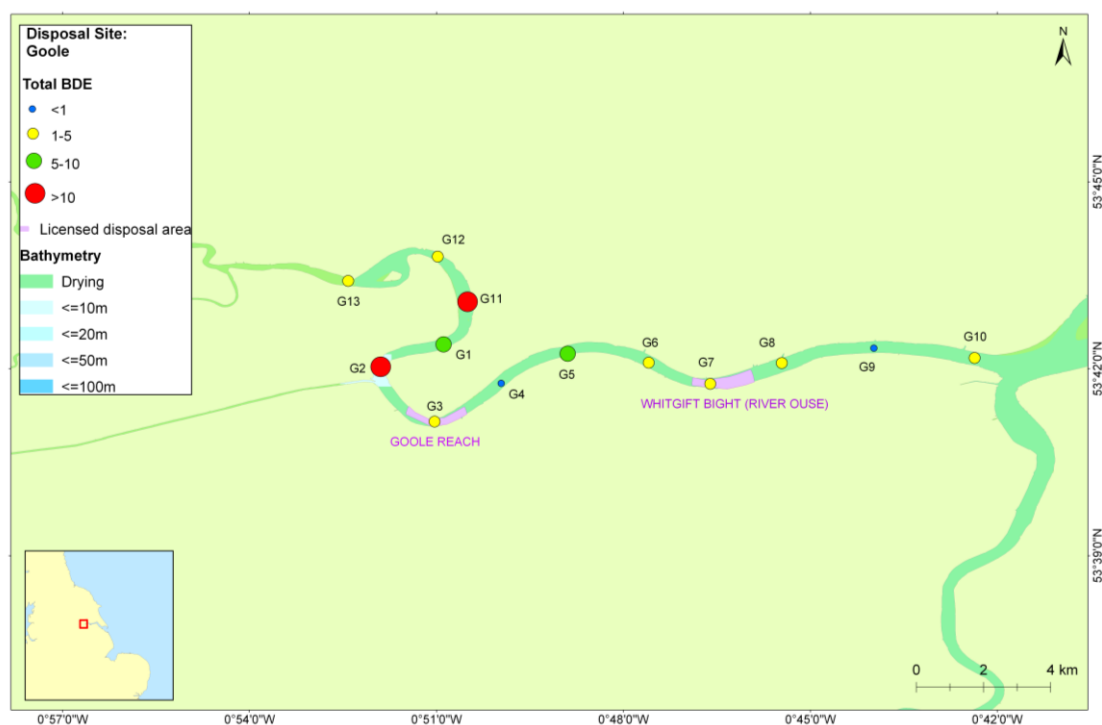 Disposal Site:
Goole
Total BDE
<1
1-5
5-10
>10
Licensed disposal area
Bathymetry
Drying
<=10m
<=20m
<=50m
<=100m
N
G12
G13
G11
G1
G2
G3
G4
G5
G6
G7
G8
G9
G10
GOOLE REACH
WHITGIFT BIGHT (RIVER OUSE)
53°45'0"N
53°42'0"N
53°39'0"N
0 2 4 km
0°57'0"W 0°54'0"W 0°51'0"W 0°48'0"W 0°45'0"W 0°42'0"W